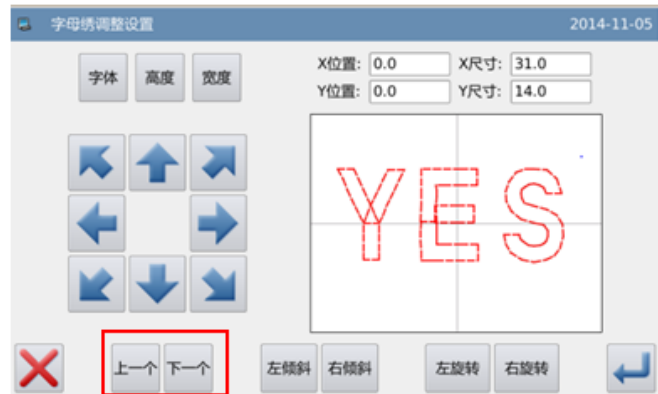 字母绣调整设置 2014-11-05
字体 高度 宽度
X位置: 0.0 X尺寸: 31.0
Y位置: 0.0 Y尺寸: 14.0
YES
上一个 下一个 左倾斜 右倾斜 左旋转 右旋转